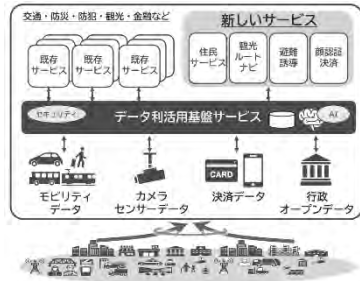 交通・防災・防犯・観光・金融など
新しいサービス
既存
サービス
既存
サービス
既存
サービス
住民
サービス
観光
ルート
ナビ
避難
誘導
顔認証
決済
セキュリティ
データ利活用基盤サービス
AI
CARD
モビリティ
データ
カメラ
センサーデータ
決済データ
行政
オープンデータ